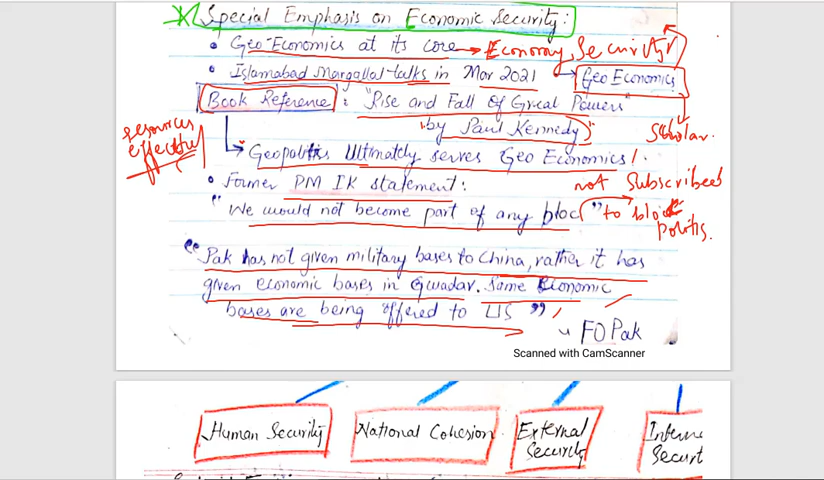 Special Emphasis on Economic Security:
• Geo-Economics at its core → Economy, Security
• Islamabad Margalla talks in Mar 2021 → Geo Economics
Book Reference: "Rise and Fall of Great Powers"
"by Paul Kennedy"
Scholar.
resources
effective
"Geopolitics Ultimately serves Geo Economics!
• Former PM IK statement:
not Subscribed
"We would not become part of any bloc" to bloc
politics.
"Pak has not given military bases to China, rather it has
given economic bases in Gwadar. Same Economic
bases are being offered to US",
FO Pak
Scanned with CamScanner
Human Security
National Cohesion
External
Security